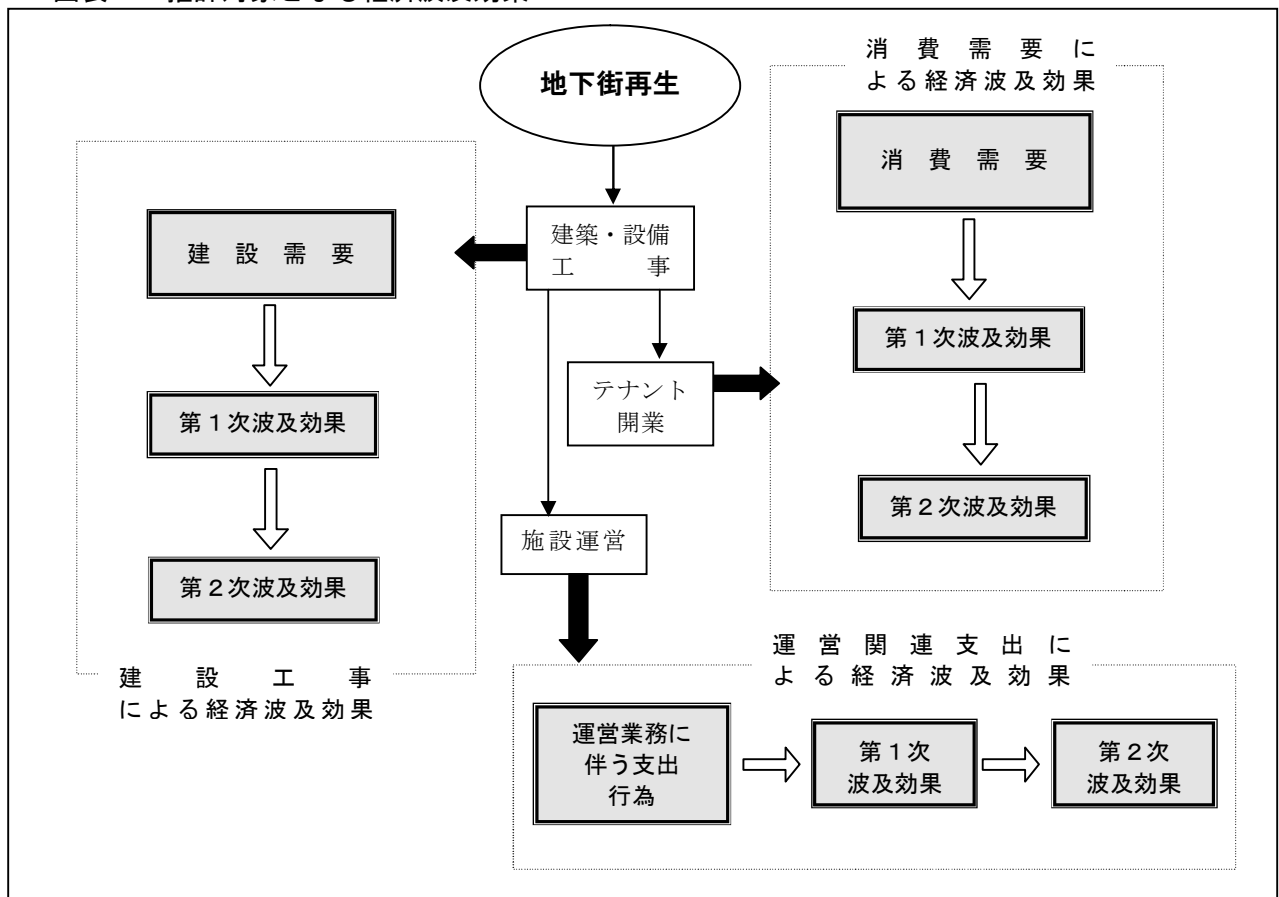 地下街再生
消費需要に
よる経済波及効果
消費需要
建築・設備
工事
建設需要
第１次波及効果
テナント
開業
第１次波及効果
第２次波及効果
施設運営
第２次波及効果
建設工事
による経済波及効果
運営関連支出に
よる経済波及効果
運営業務に
伴う支出
行為
第１次
波及効果
第２次
波及効果